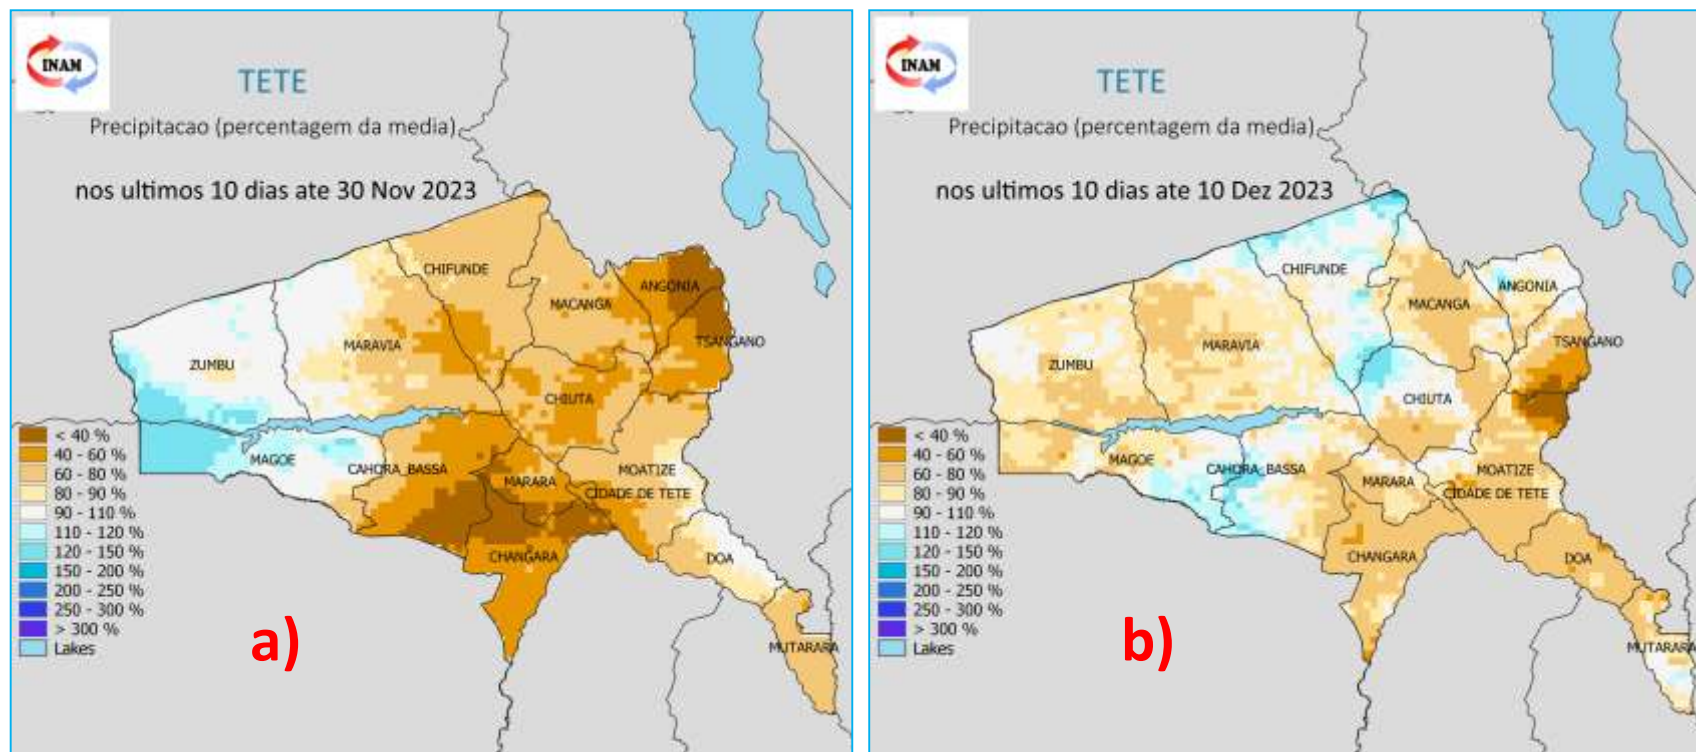 INAM
TETE
Precipitacao (percentagem da media)
nos ultimos 10 dias ate 30 Nov 2023
CHIFUNDE
ANGONIA
MACANGA
TSANGANO
MARAVIA
ZUMBU
CHIUTA
MAGOE
CAHORA_BASSA
MOATIZE
MARARA
CIDADE DE TETE
CHANGARA
DOA
MUTARARA
< 40 %
40 - 60 %
60 - 80 %
80 - 90 %
90 - 110 %
110 - 120 %
120 - 150 %
150 - 200 %
200 - 250 %
250 - 300 %
> 300 %
Lakes
a)
INAM
TETE
Precipitacao (percentagem da media)
nos ultimos 10 dias ate 10 Dez 2023
CHIFUNDE
ANGONIA
MACANGA
TSANGANO
MARAVIA
ZUMBU
CHIUTA
MAGOE
CAHORA_BASSA
MOATIZE
MARARA
CIDADE DE TETE
CHANGARA
DOA
MUTARARA
< 40 %
40 - 60 %
60 - 80 %
80 - 90 %
90 - 110 %
110 - 120 %
120 - 150 %
150 - 200 %
200 - 250 %
250 - 300 %
> 300 %
Lakes
b)